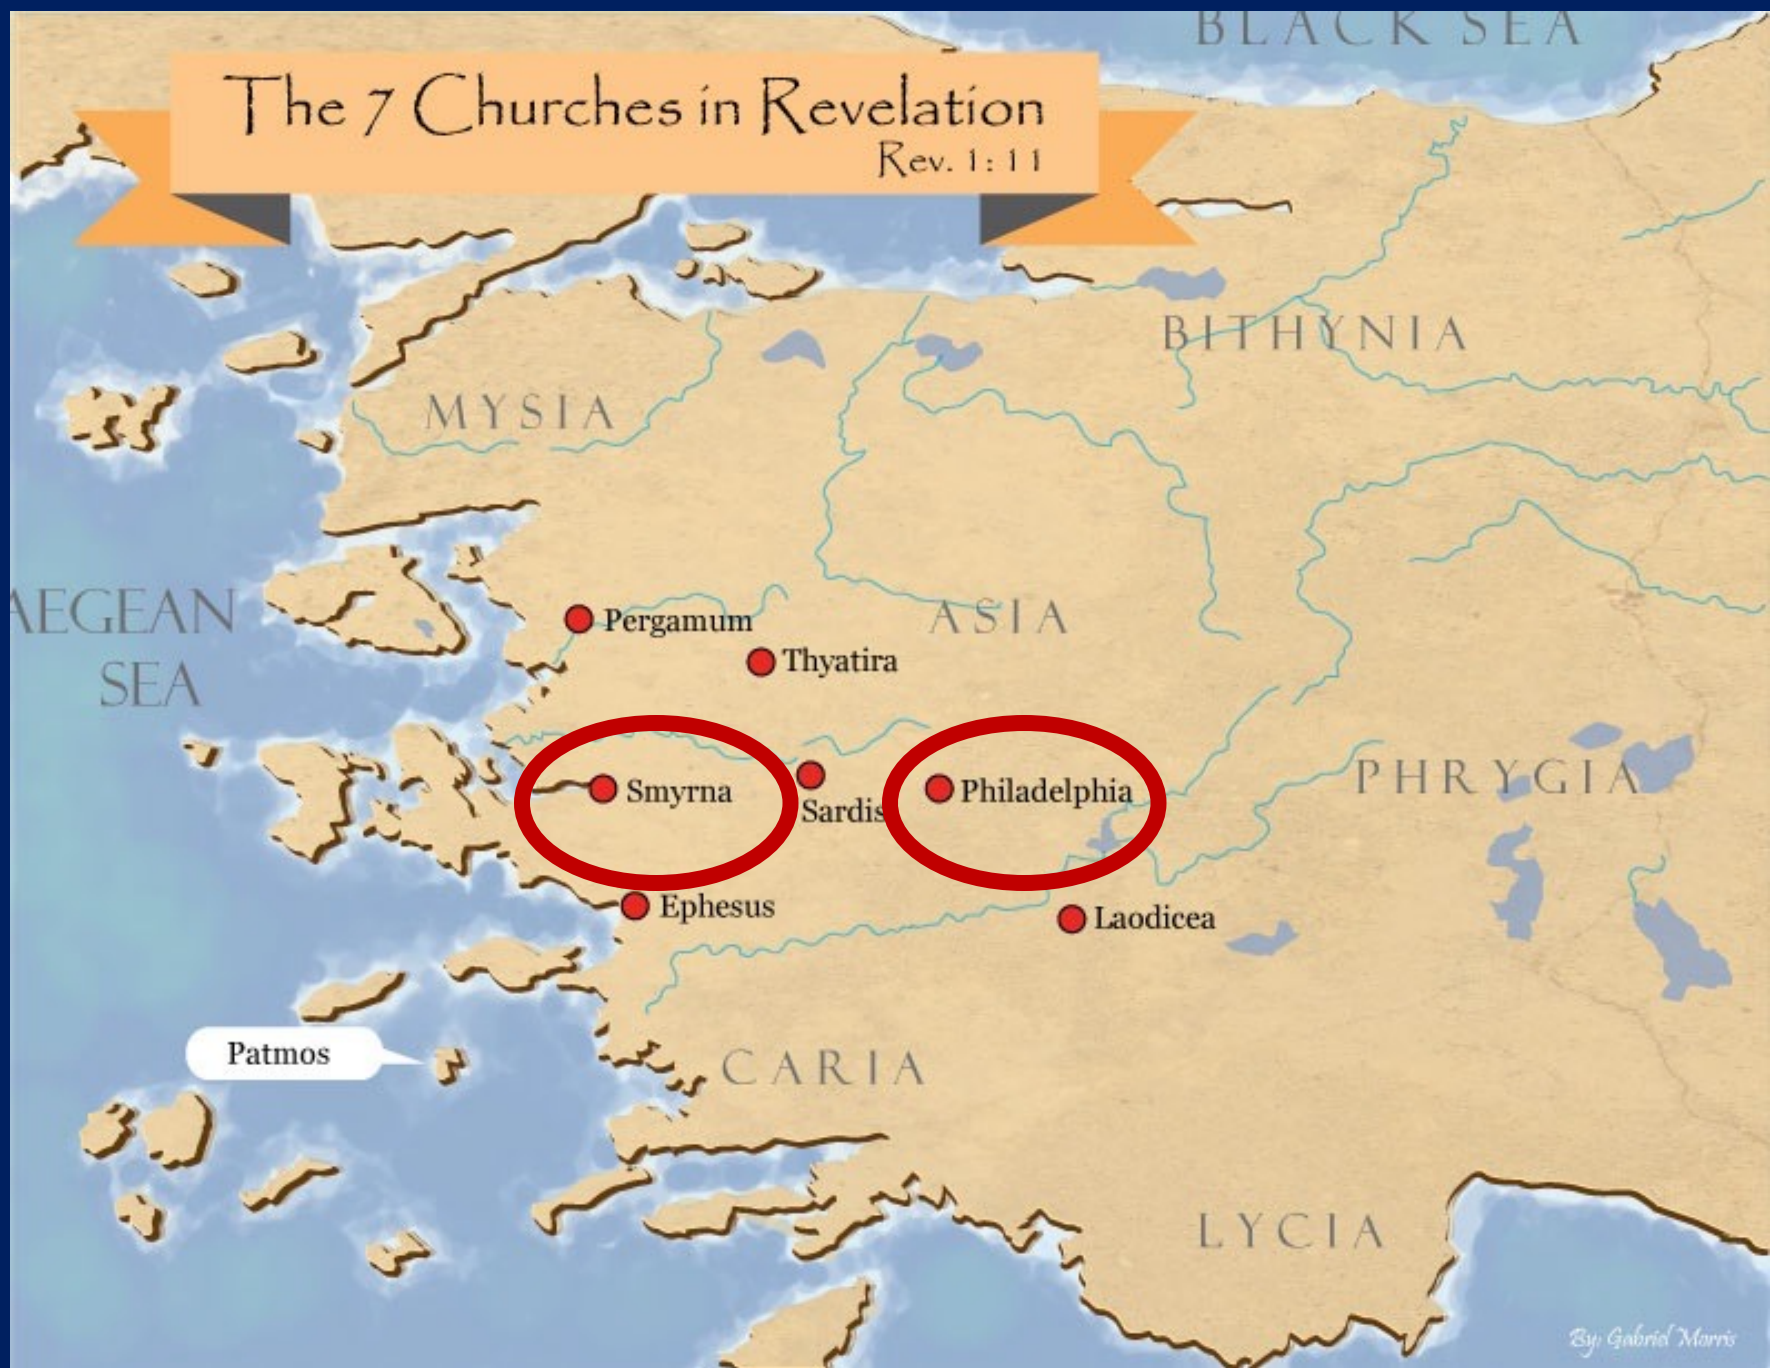 BLACK SEA
The 7 Churches in Revelation
Rev. 1:11
BITHYNIA
MYSIA
AEGEAN
SEA
ASIA
Pergamum
Thyatira
PHRYGIA
Smyrna
Sardis
Philadelphia
Ephesus
Laodicea
Patmos
CARIA
LYCIA
By: Gabriel Morris